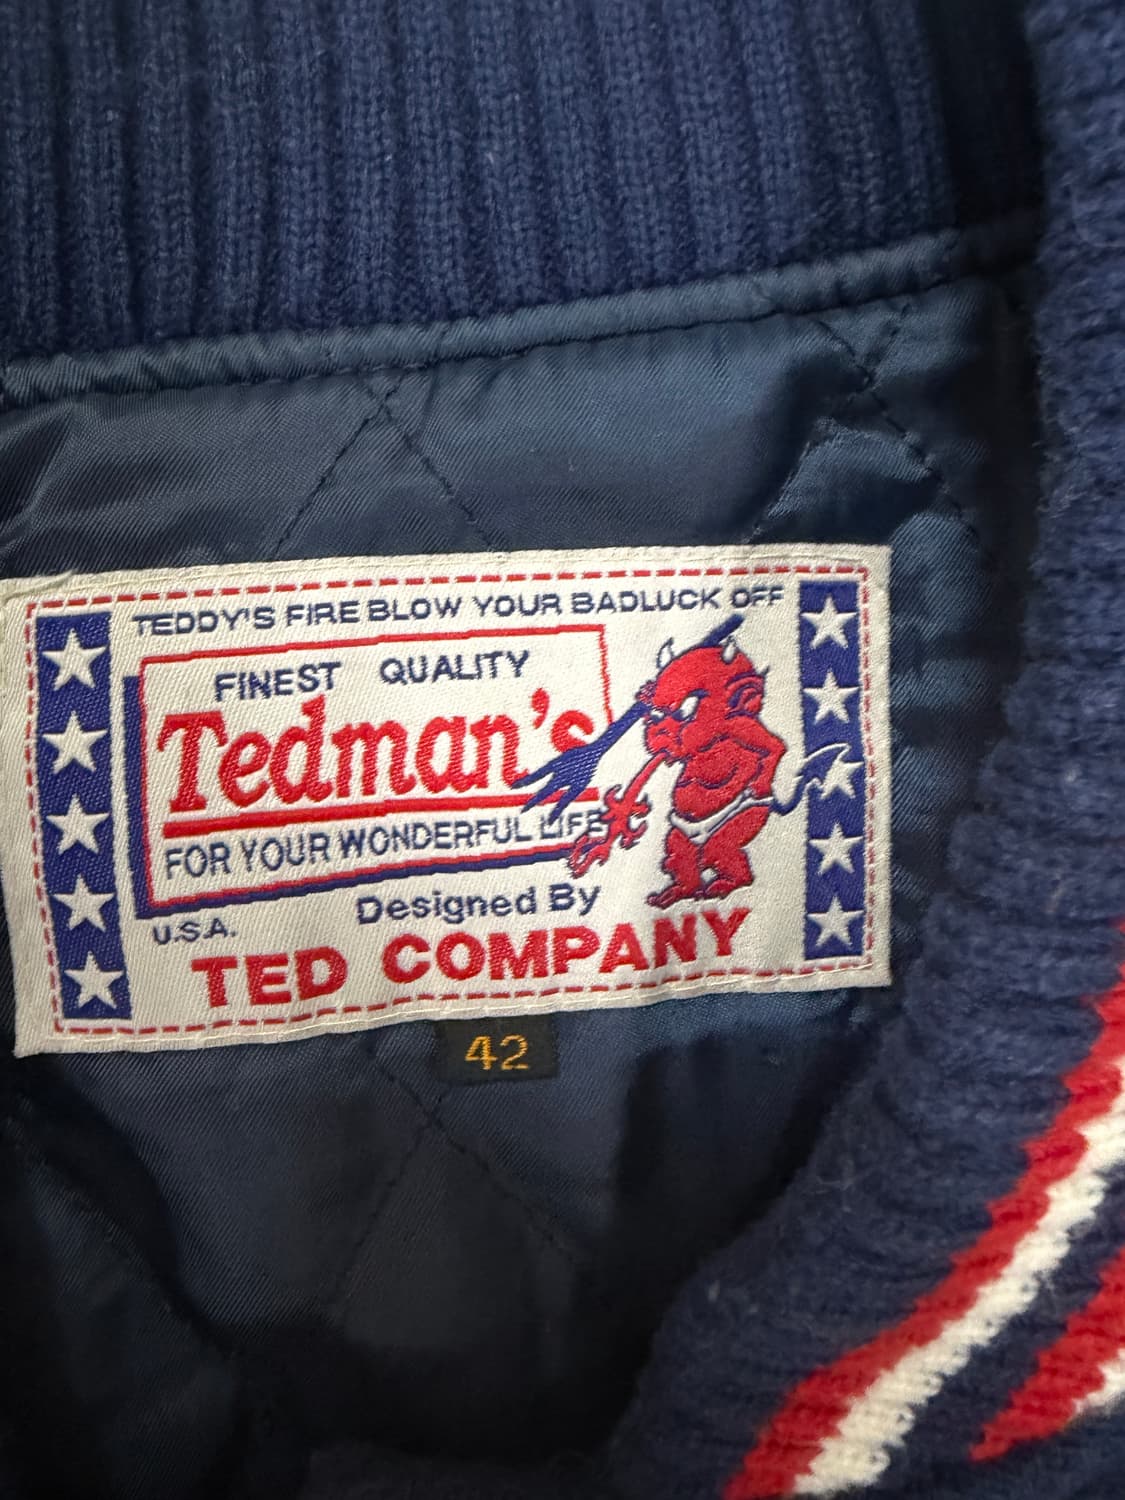 TEDDY'S FIRE BLOW YOUR BADLUCK OFF
FINEST QUALITY
Tedman's
FOR YOUR WONDERFUL LIFE
Designed By
U.S.A.
TED COMPANY
42